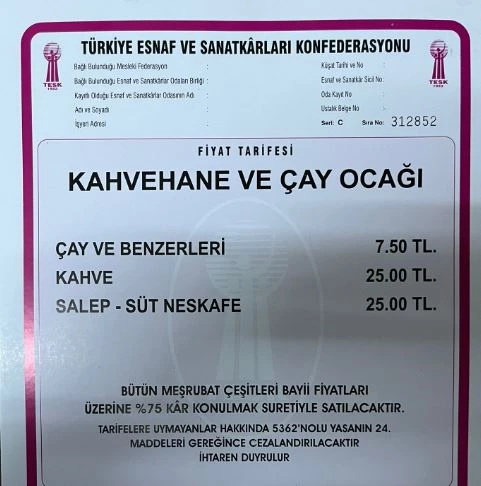 TÜRKİYE ESNAF VE SANATKÂRLARI KONFEDERASYONU
Bağlı Bulunduğu Mesleki Federasyon :
Küşat Tarihi ve No :
Bağlı Bulunduğu Esnaf ve Sanatkarlar Odaları Birliği :
Esnaf ve Sanatkar Sicil No :
Kayıtlı Olduğu Esnaf ve Sanatkarlar Odasının Adı :
Oda Kayıt No :
Adı ve Soyadı :
Ustalık Belge No :
İşyeri Adresi :
Seri: C Sıra No: 312852
TESK
TESK
FİYAT TARİFESİ
KAHVEHANE VE ÇAY OCAĞI
ÇAY VE BENZERLERİ 7.50 TL.
KAHVE 25.00 TL.
SALEP - SÜT NESKAFE 25.00 TL.
BÜTÜN MEŞRUBAT ÇEŞİTLERİ BAYİİ FİYATLARI
ÜZERİNE %75 KÂR KONULMAK SURETİYLE SATILACAKTIR.
TARİFELERE UYMAYANLAR HAKKINDA 5362'NOLU YASANIN 24.
MADDELERİ GEREĞİNCE CEZALANDIRILACAKTIR
İHTAREN DUYRULUR